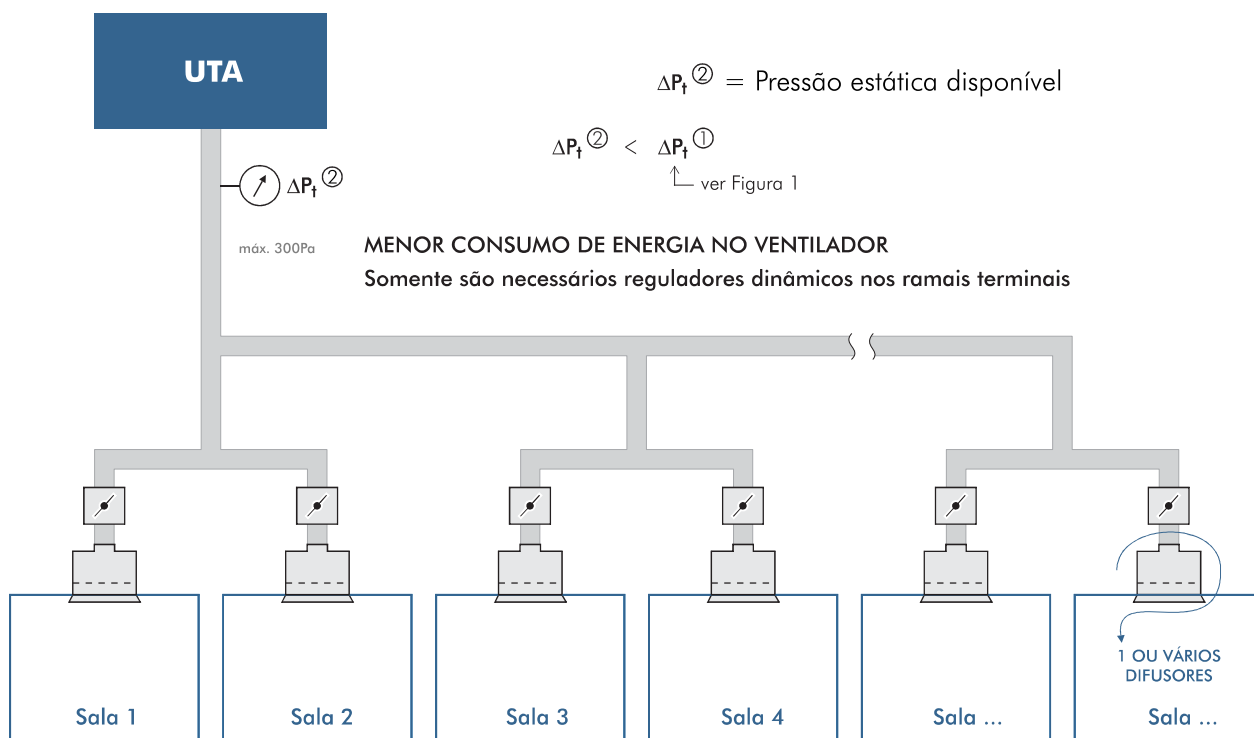 UTA
ΔPt② = Pressão estática disponível
ΔPt② < ΔPt①
ver Figura 1
ΔPt②
máx. 300Pa
MENOR CONSUMO DE ENERGIA NO VENTILADOR
Somente são necessários reguladores dinâmicos nos ramais terminais
1 OU VÁRIOS
DIFUSORES
Sala 1
Sala 2
Sala 3
Sala 4
Sala ...
Sala ...